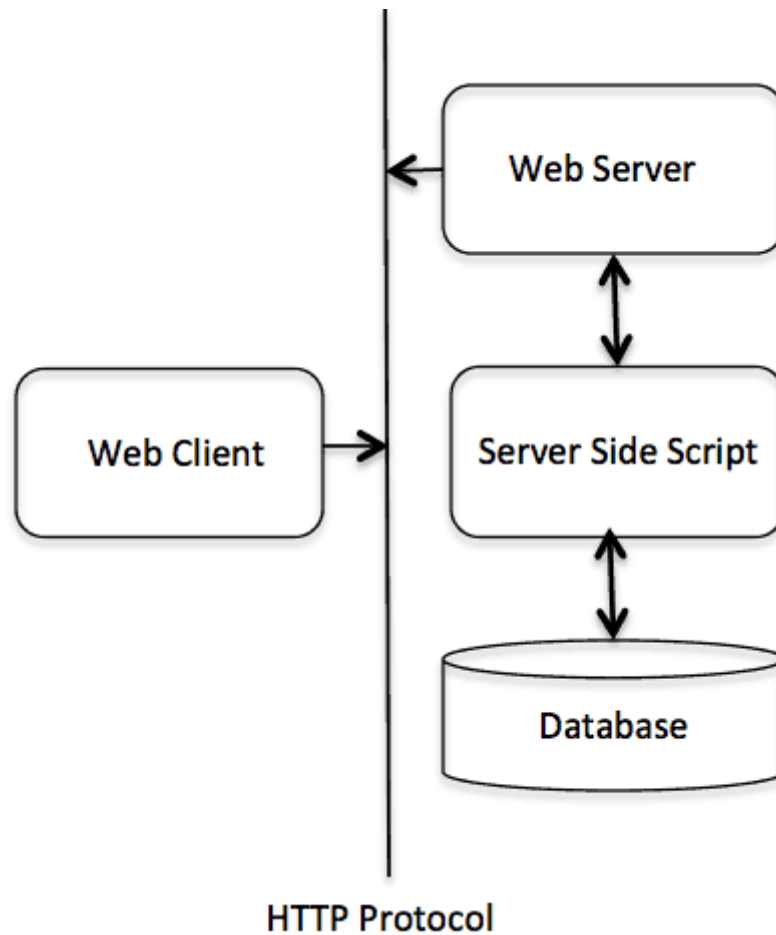 Web Server
Web Client
Server Side Script
Database
HTTP Protocol